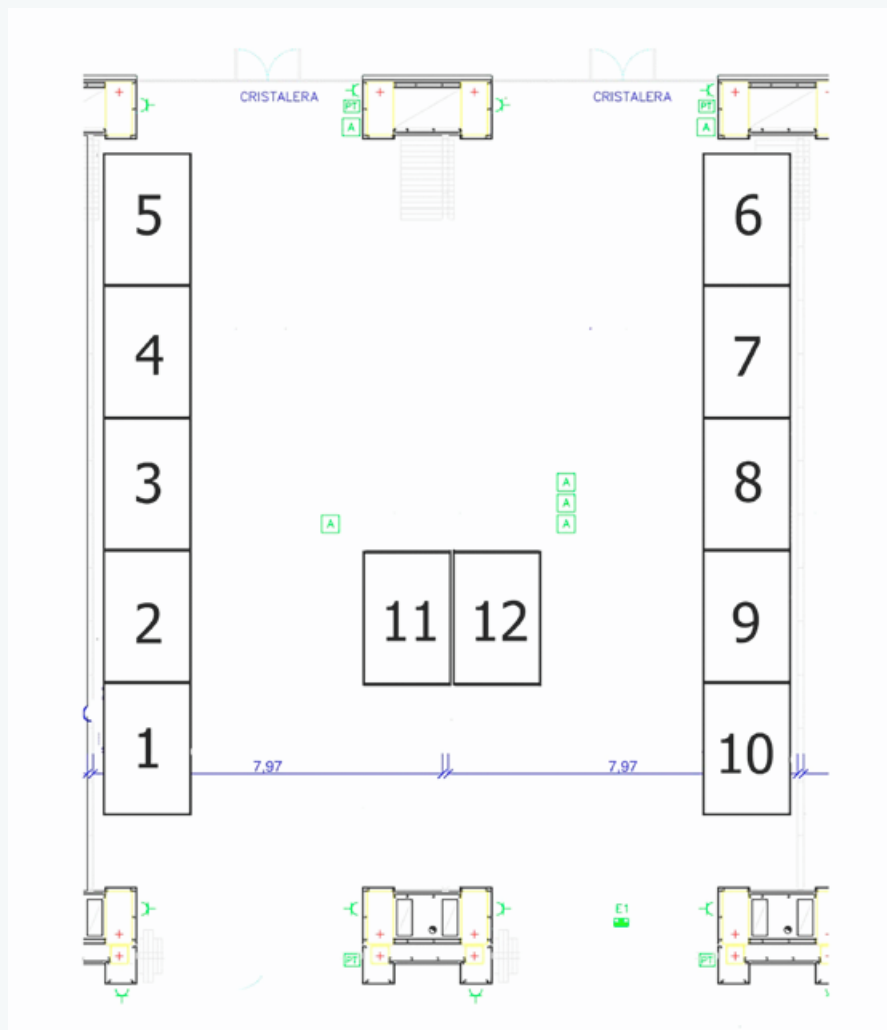 CRISTALERA CRISTALERA
PT PT
A A
5 6
4 7
3 8
A
A
A A
2 11 12 9
1 10
7,97 7,97
E1
PT PT